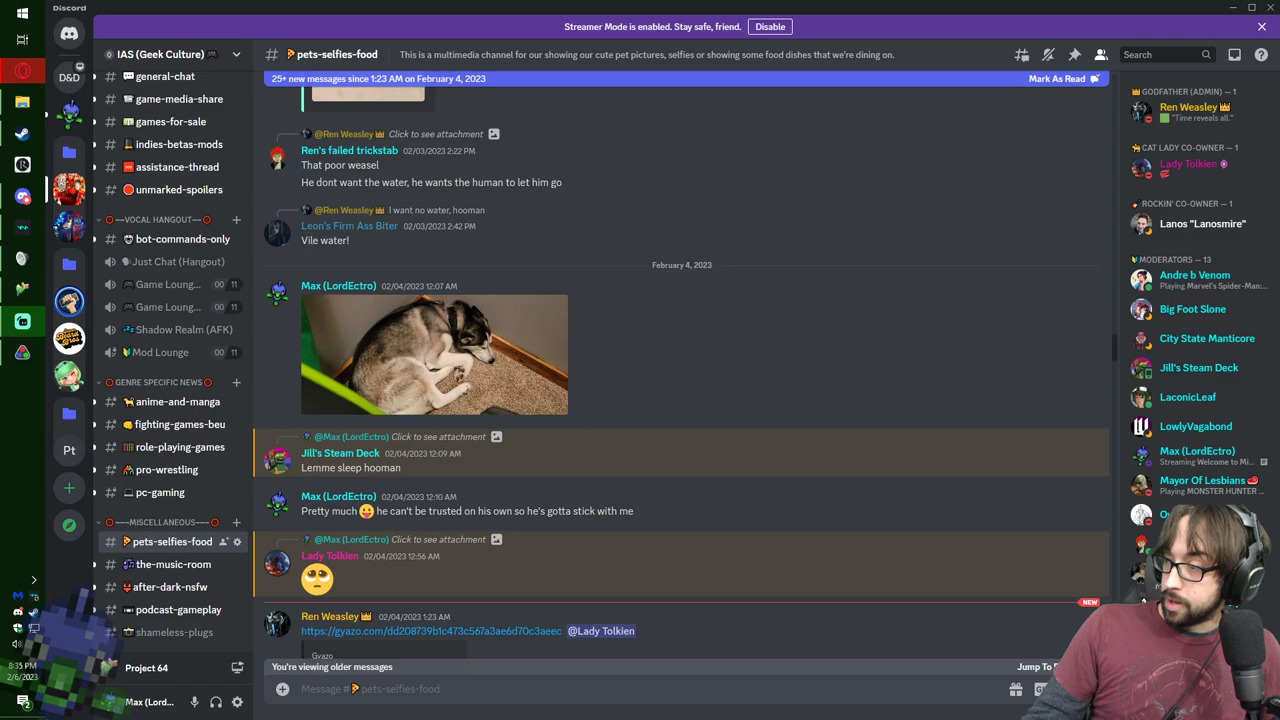 Discord
Streamer Mode is enabled. Stay safe, friend.
Disable
IAS (Geek Culture)
pets-selfies-food
This is a multimedia channel for our showing our cute pet pictures, selfies or showing some food dishes that we're dining on.
Search
25+ new messages since 1:23 AM on February 4, 2023
Mark As Read
D&D
Pt
general-chat
game-media-share
games-for-sale
indies-betas-mods
assistance-thread
unmarked-spoilers
VOCAL HANGOUT
bot-commands-only
Just Chat (Hangout)
Game Loung...
00 11
Game Loung...
00 11
Shadow Realm (AFK)
Mod Lounge
00 11
GENRE SPECIFIC NEWS
anime-and-manga
fighting-games-beu
role-playing-games
pro-wrestling
pc-gaming
MISCELLANEOUS
pets-selfies-food
the-music-room
after-dark-nsfw
podcast-gameplay
shameless-plugs
Project 64
Max (Lord...
8:35 PM
2/6/2023
@Ren Weasley Click to see attachment
Ren's failed trickstab 02/03/2023 2:22 PM
That poor weasel
He dont want the water, he wants the human to let him go
@Ren Weasley I want no water, hooman
Leon's Firm Ass Biter 02/03/2023 2:42 PM
Vile water!
February 4, 2023
Max (LordEctro) 02/04/2023 12:07 AM
@Max (LordEctro) Click to see attachment
Jill's Steam Deck 02/04/2023 12:09 AM
Lemme sleep hooman
Max (LordEctro) 02/04/2023 12:10 AM
Pretty much he can't be trusted on his own so he's gotta stick with me
@Max (LordEctro) Click to see attachment
Lady Tolkien 02/04/2023 12:56 AM
NEW
Ren Weasley 02/04/2023 1:23 AM
https://gyazo.com/dd208739b1c473c567a3ae6d70c3aeec @Lady Tolkien
Gyazo
You're viewing older messages
Jump To
Message # pets-selfies-food
GODFATHER (ADMIN) — 1
Ren Weasley
"Time reveals all."
CAT LADY CO-OWNER — 1
Lady Tolkien
ROCKIN' CO-OWNER — 1
Lanos "Lanosmire"
MODERATORS — 13
Andre b Venom
Playing Marvel's Spider-Man:...
Big Foot Slone
City State Manticore
Jill's Steam Deck
LaconicLeaf
LowlyVagabond
Max (LordEctro)
Streaming Welcome to Mi...
Mayor Of Lesbians
Playing MONSTER HUNTER ...